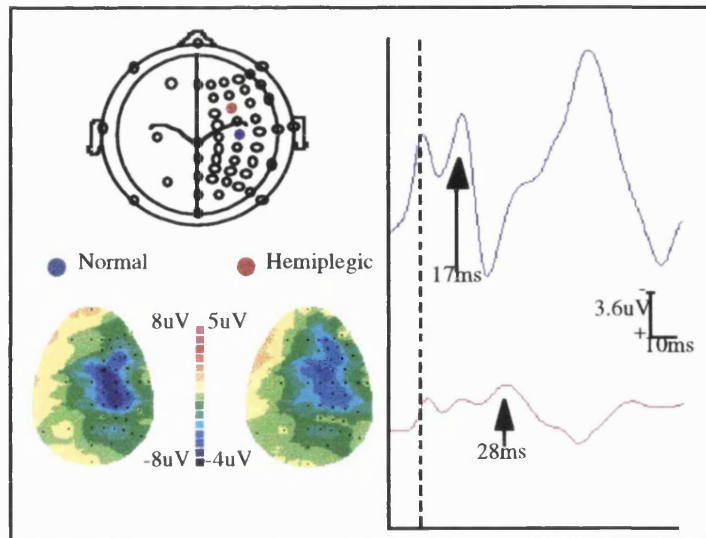 Normal
Hemiplegic
8uV 5uV
-8uV -4uV
17ms
-
3.6uV
+
10ms
28ms